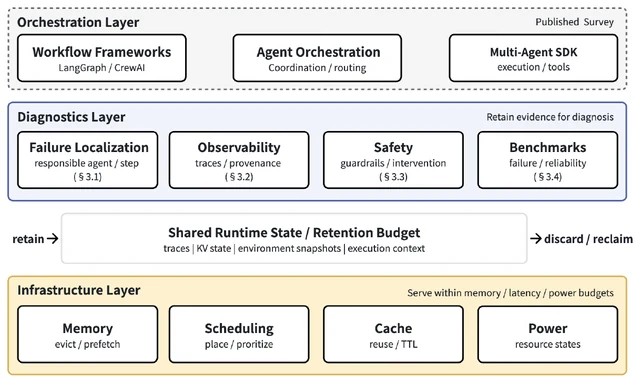 Orchestration Layer
Published Survey
Workflow Frameworks
LangGraph / CrewAI
Agent Orchestration
Coordination / routing
Multi-Agent SDK
execution / tools
Diagnostics Layer
Retain evidence for diagnosis
Failure Localization
responsible agent / step
( § 3.1)
Observability
traces / provenance
( § 3.2)
Safety
guardrails / intervention
( § 3.3)
Benchmarks
failure / reliability
( § 3.4)
retain
Shared Runtime State / Retention Budget
traces | KV state | environment snapshots | execution context
discard / reclaim
Infrastructure Layer
Serve within memory / latency / power budgets
Memory
evict / prefetch
Scheduling
place / proritize
Cache
reuse / TTL
Power
resource states